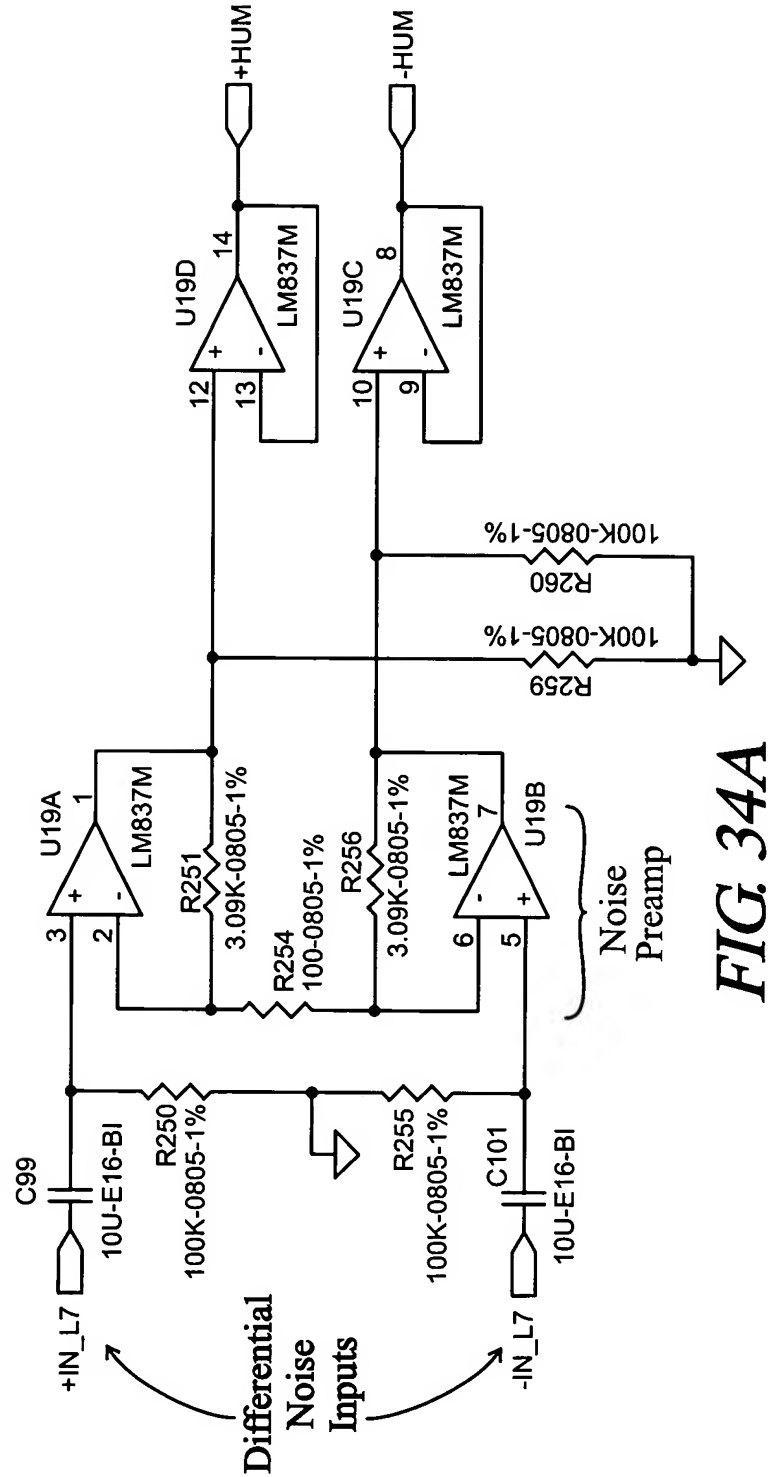 +IN_L7
Differential
Noise
Inputs
-IN_L7
C99
10U-E16-BI
R250
100K-0805-1%
R255
100K-0805-1%
C101
10U-E16-BI
3
2
+
-
1
U19A
LM837M
R251
3.09K-0805-1%
R254
100-0805-1%
R256
3.09K-0805-1%
6
5
-
+
7
LM837M
U19B
Noise
Preamp
R259
100K-0805-1%
R260
100K-0805-1%
12
13
+
-
14
U19D
LM837M
+HUM
10
9
+
-
8
U19C
LM837M
-HUM
FIG. 34A